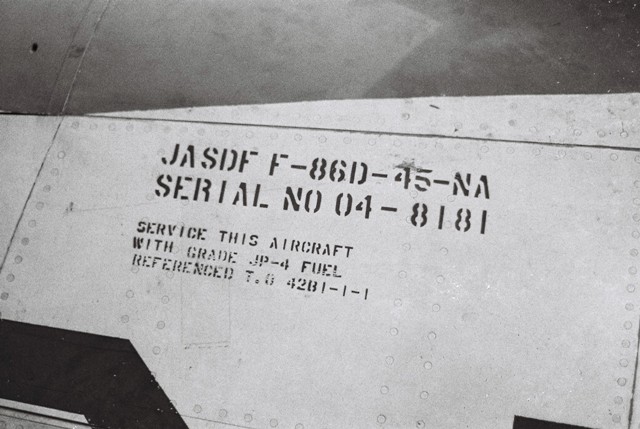 JASDF F-86D-45-NA
SERIAL NO 04-8181
SERVICE THIS AIRCRAFT
WITH GRADE JP-4 FUEL
REFERENCED T.O 42B1-1-1